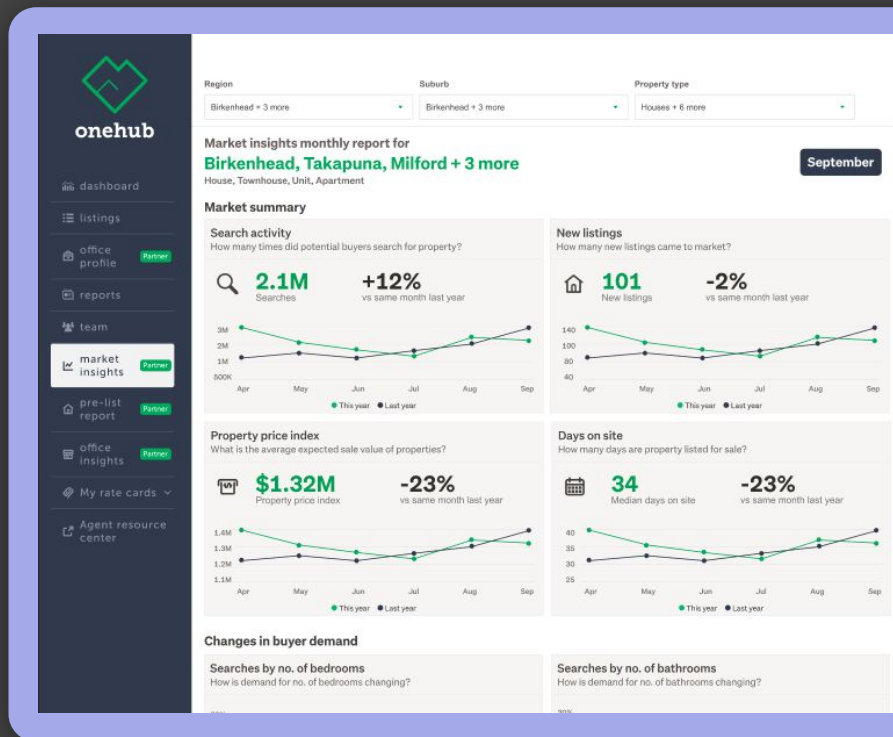 onehub
dashboard
listings
office
profile
Partner
reports
team
market
insights
Partner
pre-list
report
Partner
office
insights
Partner
My rate cards
Agent resource
center
Region
Suburb
Property type
Birkenhead + 3 more
Birkenhead + 3 more
Houses + 6 more
Market insights monthly report for
Birkenhead, Takapuna, Milford + 3 more
House, Townhouse, Unit, Apartment
September
Market summary
Search activity
How many times did potential buyers search for property?
2.1M
Searches
+12%
vs same month last year
3M
2M
1M
500K
Apr May Jun Jul Aug Sep
This year Last year
New listings
How many new listings came to market?
101
New listings
-2%
vs same month last year
140
100
80
40
Apr May Jun Jul Aug Sep
This year Last year
Property price index
What is the average expected sale value of properties?
$1.32M
Property price index
-23%
vs same month last year
1.4M
1.3M
1.2M
1.1M
Apr May Jun Jul Aug Sep
This year Last year
Days on site
How many days are property listed for sale?
34
Median days on site
-23%
vs same month last year
40
35
30
25
Apr May Jun Jul Aug Sep
This year Last year
Changes in buyer demand
Searches by no. of bedrooms
How is demand for no. of bedrooms changing?
Searches by no. of bathrooms
How is demand for no. of bathrooms changing?